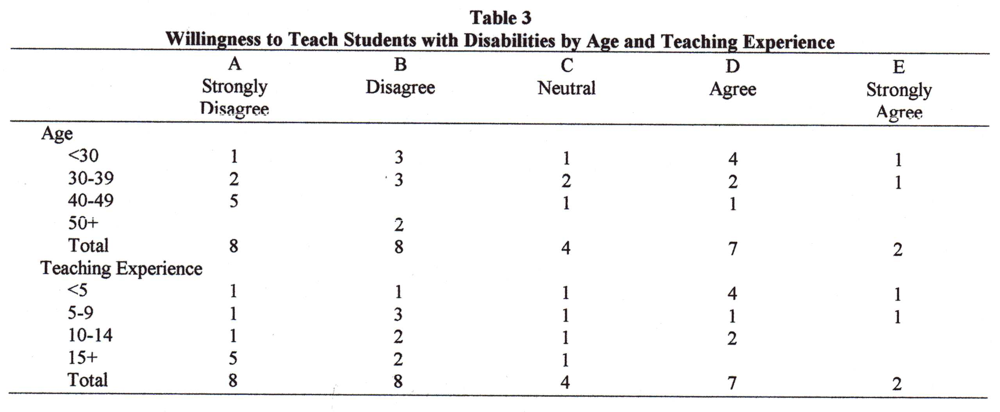 Table 3
Willingness to Teach Students with Disabilities by Age and Teaching Experience
A B C D E
Strongly Disagree Neutral Agree Strongly
Disagree Agree
Age
<30 1 3 1 4 1
30-39 2 3 2 2 1
40-49 5 1 1
50+ 2
Total 8 8 4 7 2
Teaching Experience
<5 1 1 1 4 1
5-9 1 3 1 1 1
10-14 1 2 1 2
15+ 5 2 1
Total 8 8 4 7 2